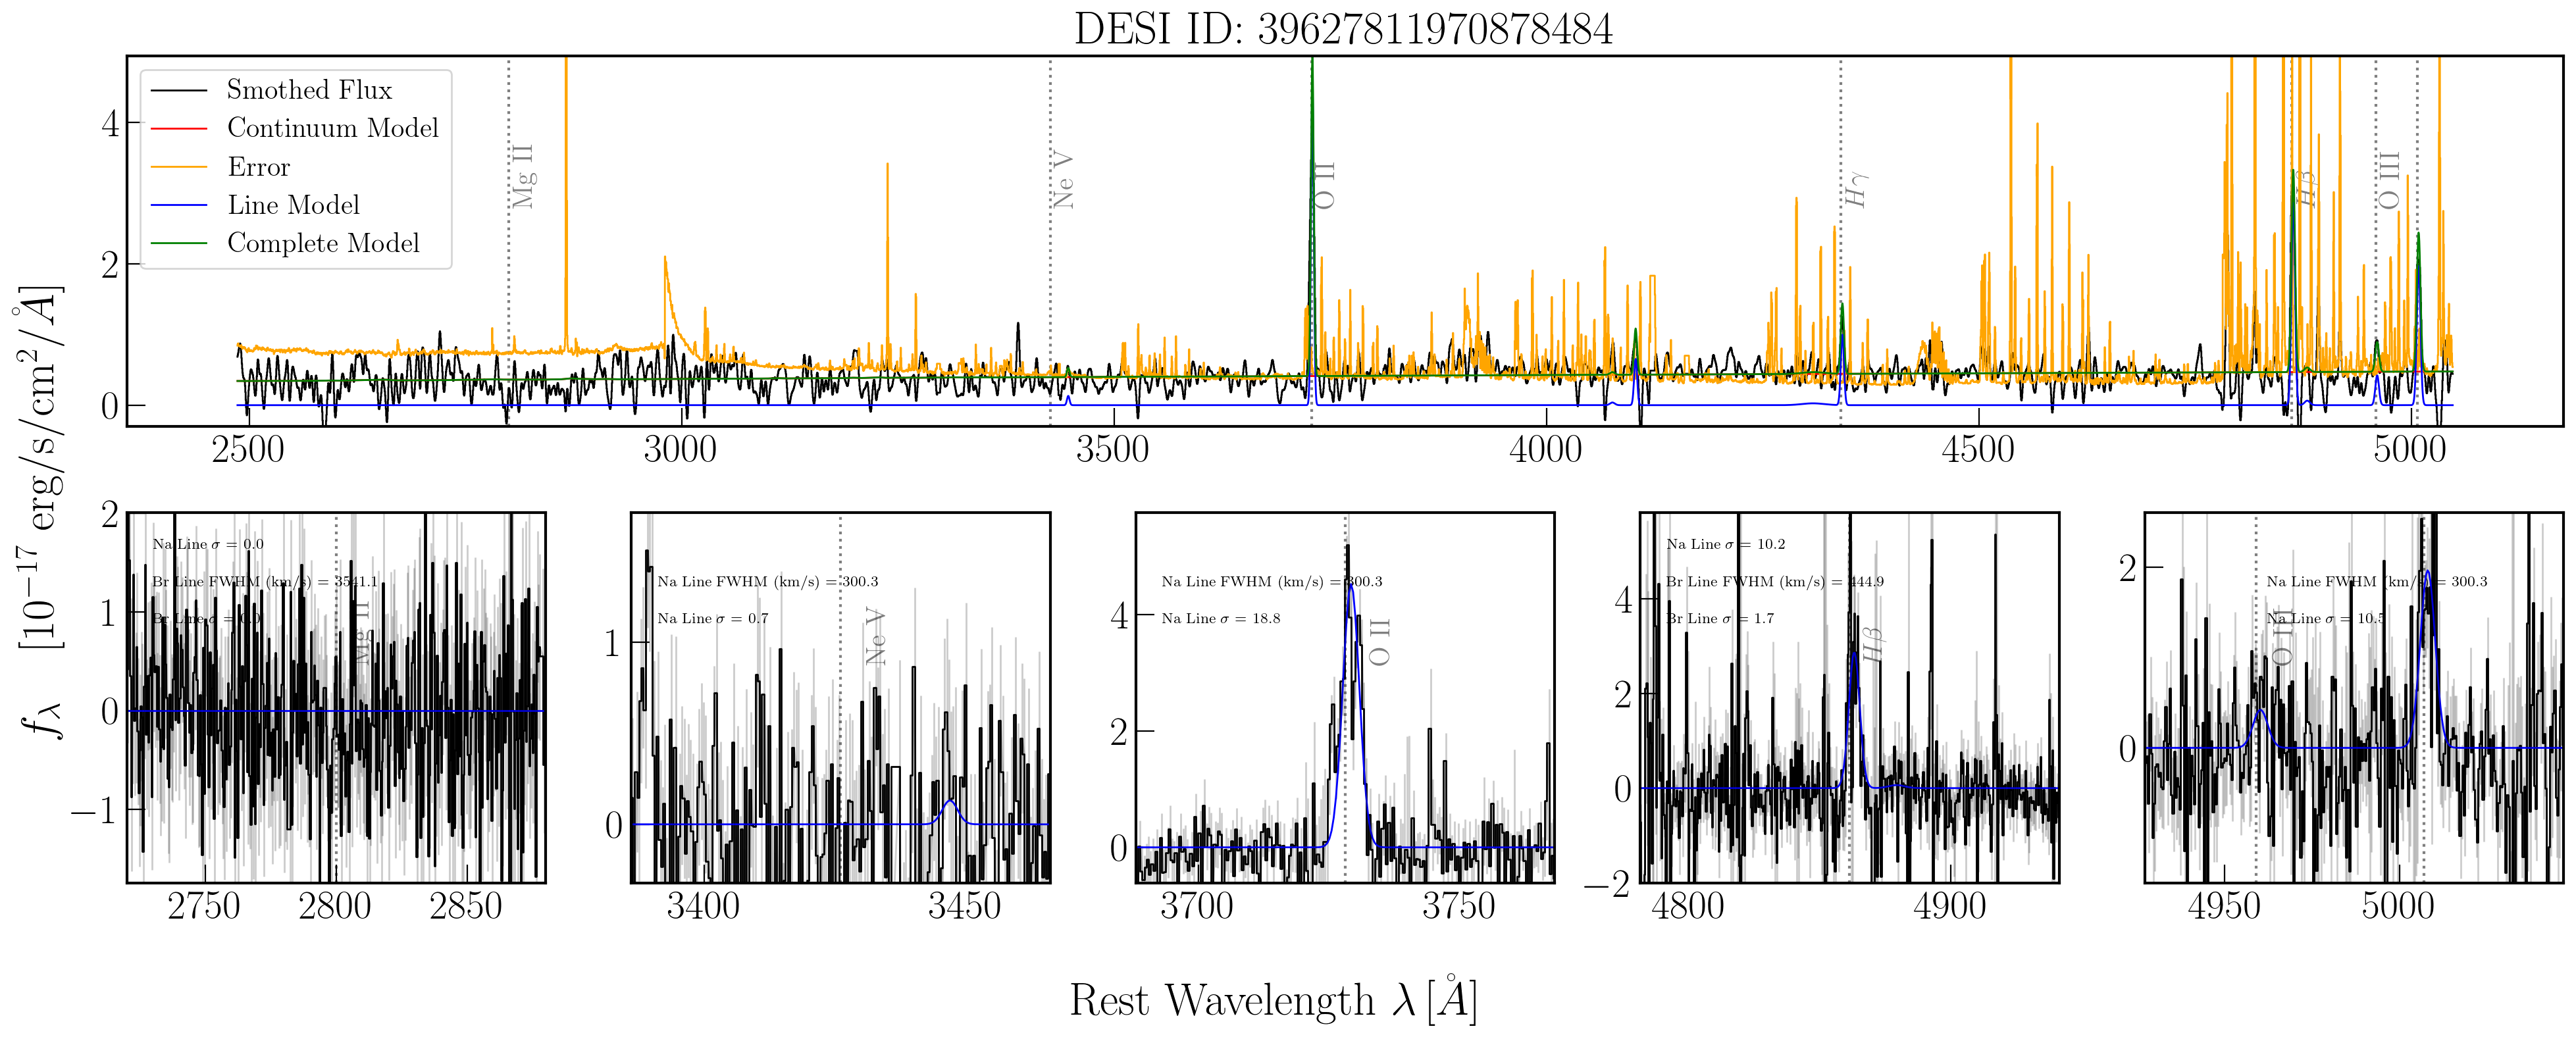 DESI ID: 39627811970878484
Smothed Flux
Continuum Model
Error
Line Model
Complete Model
Mg II
Ne V
O II
Hγ
Hβ
O III
4
2
0
2500 3000 3500 4000 4500 5000
f_λ [10^{-17} erg/s/cm^2/Å]
2
1
0
−1
Na Line σ = 0.0
Br Line FWHM (km/s) = 3541.1
Br Line σ = 0.0
Mg II
2750 2800 2850
1
0
Na Line FWHM (km/s) = 300.3
Na Line σ = 0.7
Ne V
3400 3450
4
2
0
Na Line FWHM (km/s) = 300.3
Na Line σ = 18.8
O II
3700 3750
4
2
0
−2
Na Line σ = 10.2
Br Line FWHM (km/s) = 444.9
Br Line σ = 1.7
Hβ
4800 4900
2
0
Na Line FWHM (km/s) = 300.3
Na Line σ = 10.5
O III
4950 5000
Rest Wavelength λ [Å]